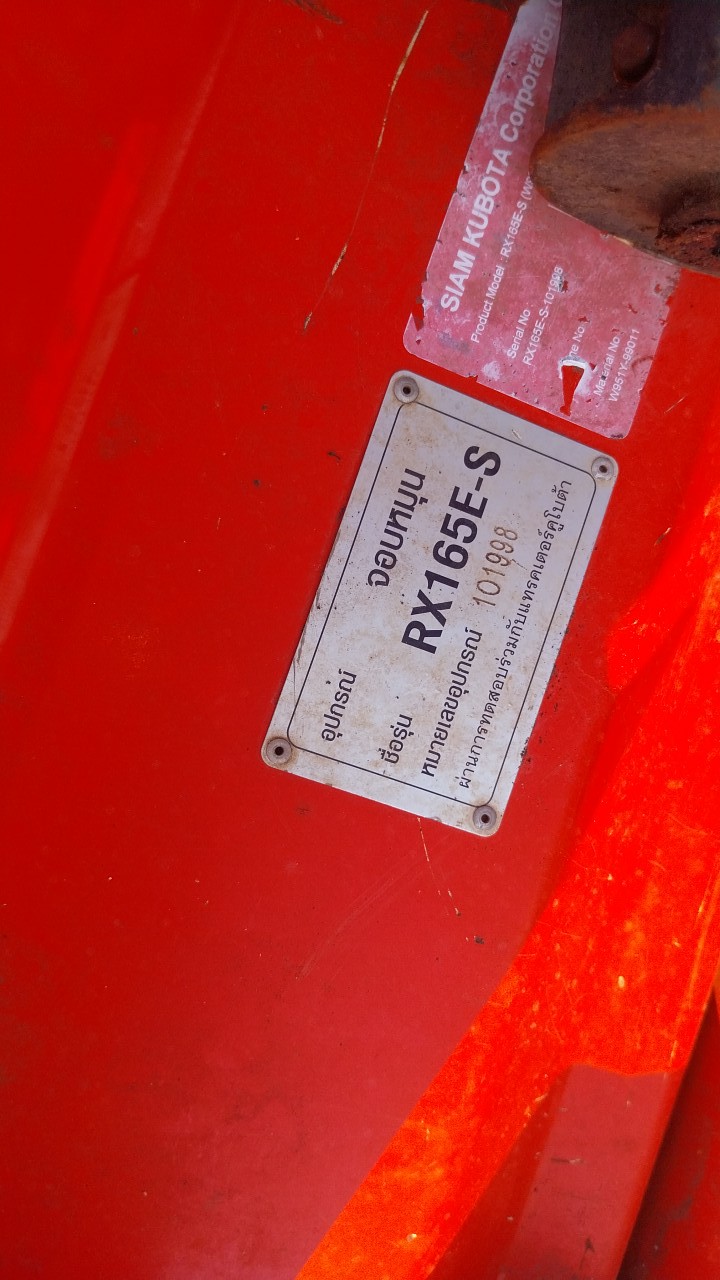 SIAM KUBOTA Corporation
Product Model : RX165E-S
Serial No
RX165E-S-101998
ne No.
Material No.
W951Y-99011
อุปกรณ์ จอบหมุน
ชื่อรุ่น RX165E-S
หมายเลขอุปกรณ์ 101998
ผ่านการทดสอบร่วมกับแทรคเตอร์คูโบต้า